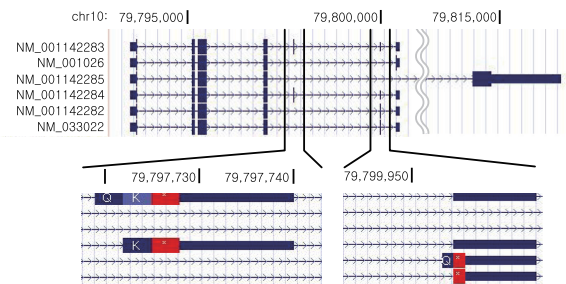 chr10: 79,795,000 79,800,000 79,815,000
NM_001142283
NM_001026
NM_001142285
NM_001142284
NM_001142282
NM_033022
79,797,730 79,797,740 79,799,950
Q K *
K * *
Q *
*